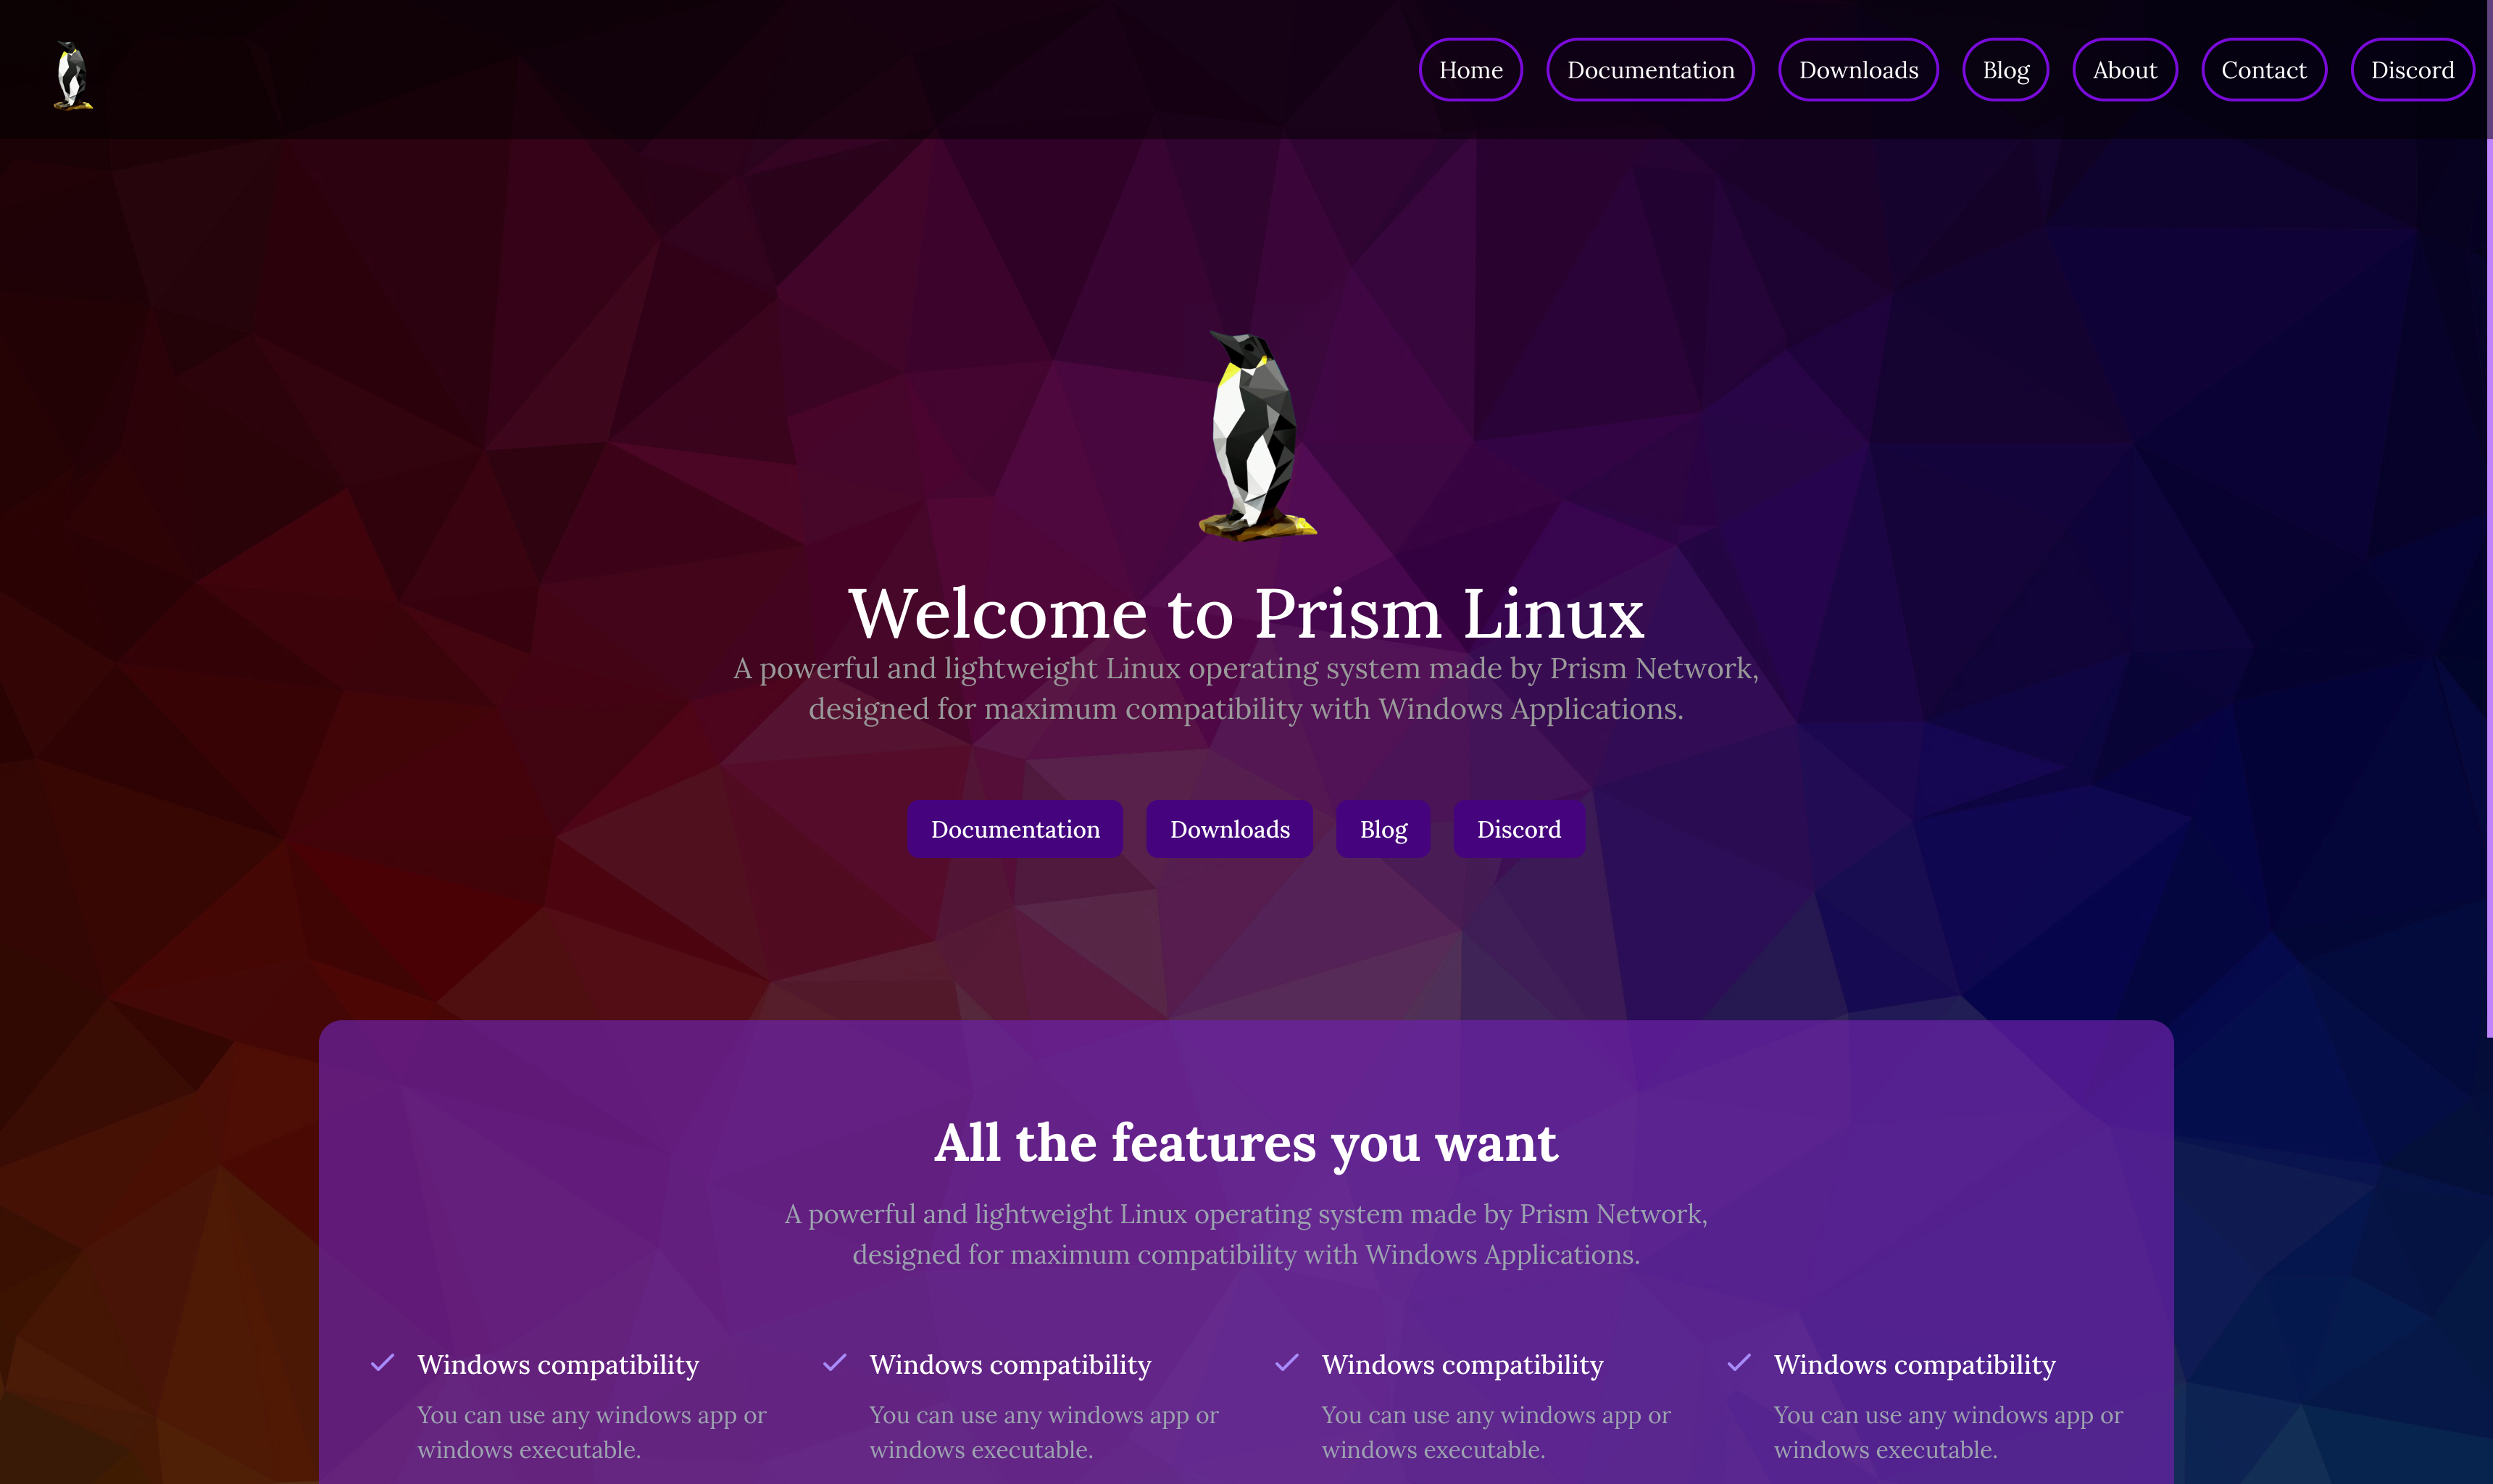 Home Documentation Downloads Blog About Contact Discord
Welcome to Prism Linux
A powerful and lightweight Linux operating system made by Prism Network,
designed for maximum compatibility with Windows Applications.
Documentation Downloads Blog Discord
All the features you want
A powerful and lightweight Linux operating system made by Prism Network,
designed for maximum compatibility with Windows Applications.
Windows compatibility
You can use any windows app or
windows executable.
Windows compatibility
You can use any windows app or
windows executable.
Windows compatibility
You can use any windows app or
windows executable.
Windows compatibility
You can use any windows app or
windows executable.